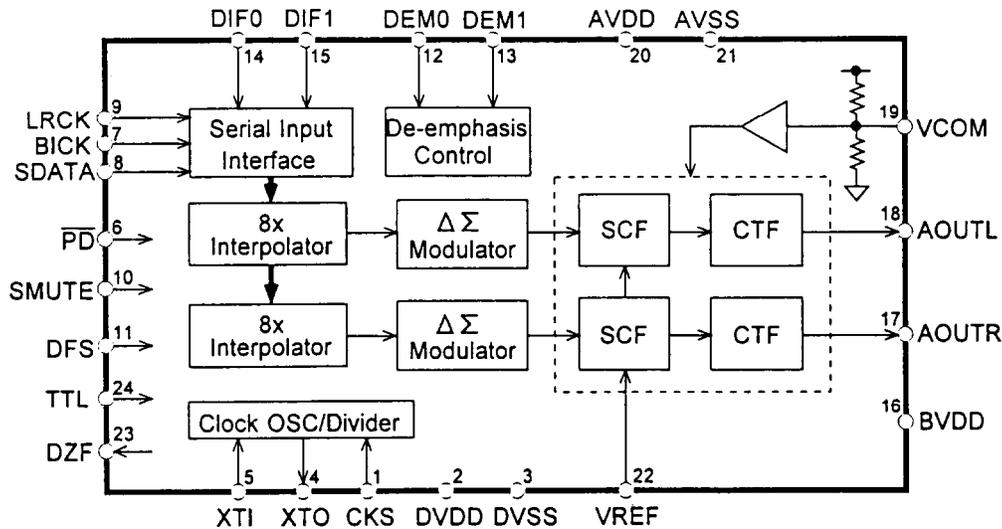 DIF0 DIF1 DEM0 DEM1 AVDD AVSS
14 15 12 13 20 21
LRCK 9
BICK 7
SDATA 8
Serial Input
Interface
De-emphasis
Control
19 VCOM
PD 6
8x
Interpolator
ΔΣ
Modulator
SCF
CTF
18 AOUTL
SMUTE 10
DFS 11
8x
Interpolator
ΔΣ
Modulator
SCF
CTF
17 AOUTR
TTL 24
DZF 23
Clock OSC/Divider
16 BVDD
5 4 1 2 3 22
XTI XTO CKS DVDD DVSS VREF